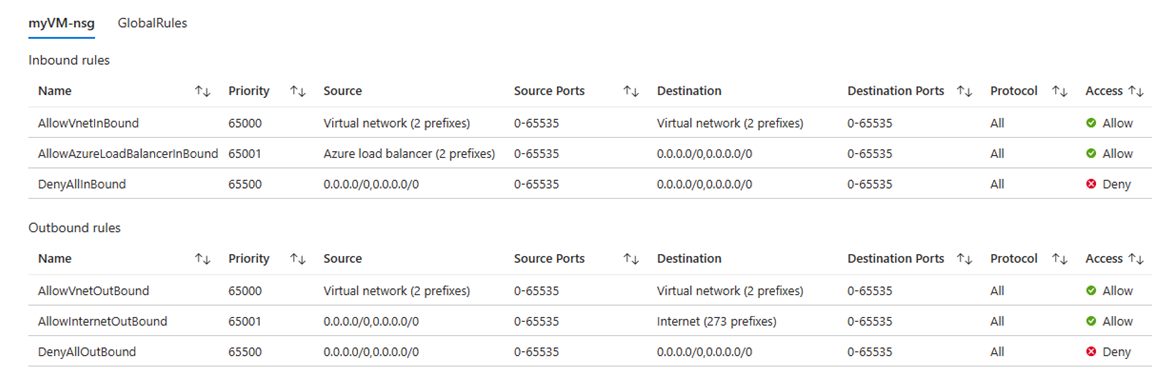 myVM-nsg GlobalRules
Inbound rules
Name Priority Source Source Ports Destination Destination Ports Protocol Access
AllowVnetInBound 65000 Virtual network (2 prefixes) 0-65535 Virtual network (2 prefixes) 0-65535 All Allow
AllowAzureLoadBalancerInBound 65001 Azure load balancer (2 prefixes) 0-65535 0.0.0.0/0,0.0.0.0/0 0-65535 All Allow
DenyAllInBound 65500 0.0.0.0/0,0.0.0.0/0 0-65535 0.0.0.0/0,0.0.0.0/0 0-65535 All Deny
Outbound rules
Name Priority Source Source Ports Destination Destination Ports Protocol Access
AllowVnetOutBound 65000 Virtual network (2 prefixes) 0-65535 Virtual network (2 prefixes) 0-65535 All Allow
AllowInternetOutBound 65001 0.0.0.0/0,0.0.0.0/0 0-65535 Internet (273 prefixes) 0-65535 All Allow
DenyAllOutBound 65500 0.0.0.0/0,0.0.0.0/0 0-65535 0.0.0.0/0,0.0.0.0/0 0-65535 All Deny